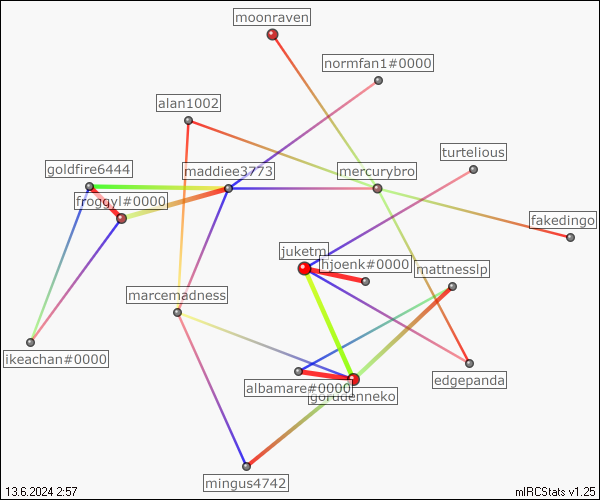 moonraven
normfan1#0000
alan1002
turtelious
goldfire6444
maddiee3773
mercurybro
froggyl#0000
fakedingo
juketm
hjoenk#0000
mattnesslp
marcemadness
ikeachan#0000
edgepanda
albamare#0000
gorudenneko
mingus4742
13.6.2024 2:57
mIRCStats v1.25